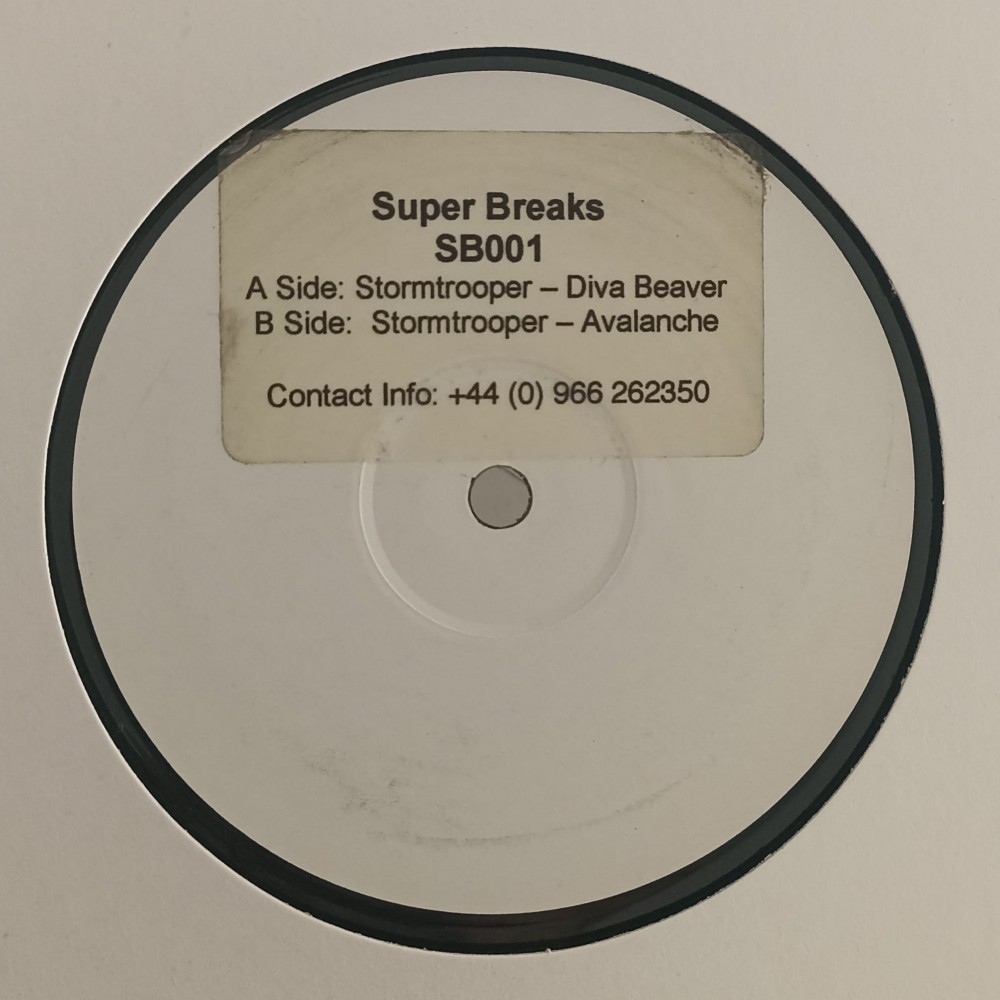 Super Breaks
SB001
A Side: Stormtrooper – Diva Beaver
B Side: Stormtrooper – Avalanche
Contact Info: +44 (0) 966 262350